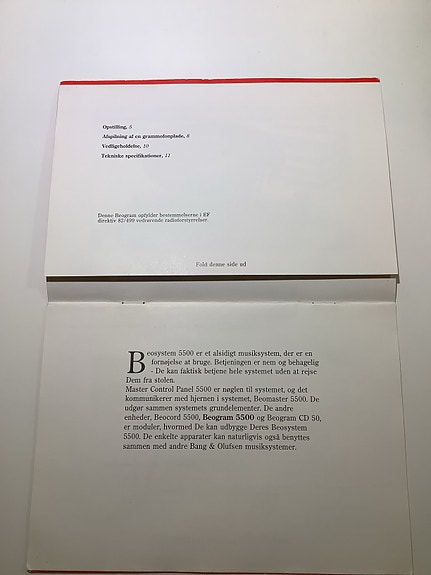 Opstilling, 5
Afspilning af en grammofonplade, 8
Vedligeholdelse, 10
Tekniske specifikationer, 11
Denne Beogram opfylder bestemmelserne i EF
direktiv 82/499 vedrørende radioforstyrrelser.
Fold denne side ud
Beosystem 5500 er et alsidigt musiksystem, der er en
fornøjelse at bruge. Betjeningen er nem og behagelig
- De kan faktisk betjene hele systemet uden at rejse
Dem fra stolen.
Master Control Panel 5500 er nøglen til systemet, og det
kommunikerer med hjernen i systemet, Beomaster 5500. De
udgør sammen systemets grundelementer. De andre
enheder, Beocord 5500, Beogram 5500 og Beogram CD 50,
er moduler, hvormed De kan udbygge Deres Beosystem
5500. De enkelte apparater kan naturligvis også benyttes
sammen med andre Bang & Olufsen musiksystemer.